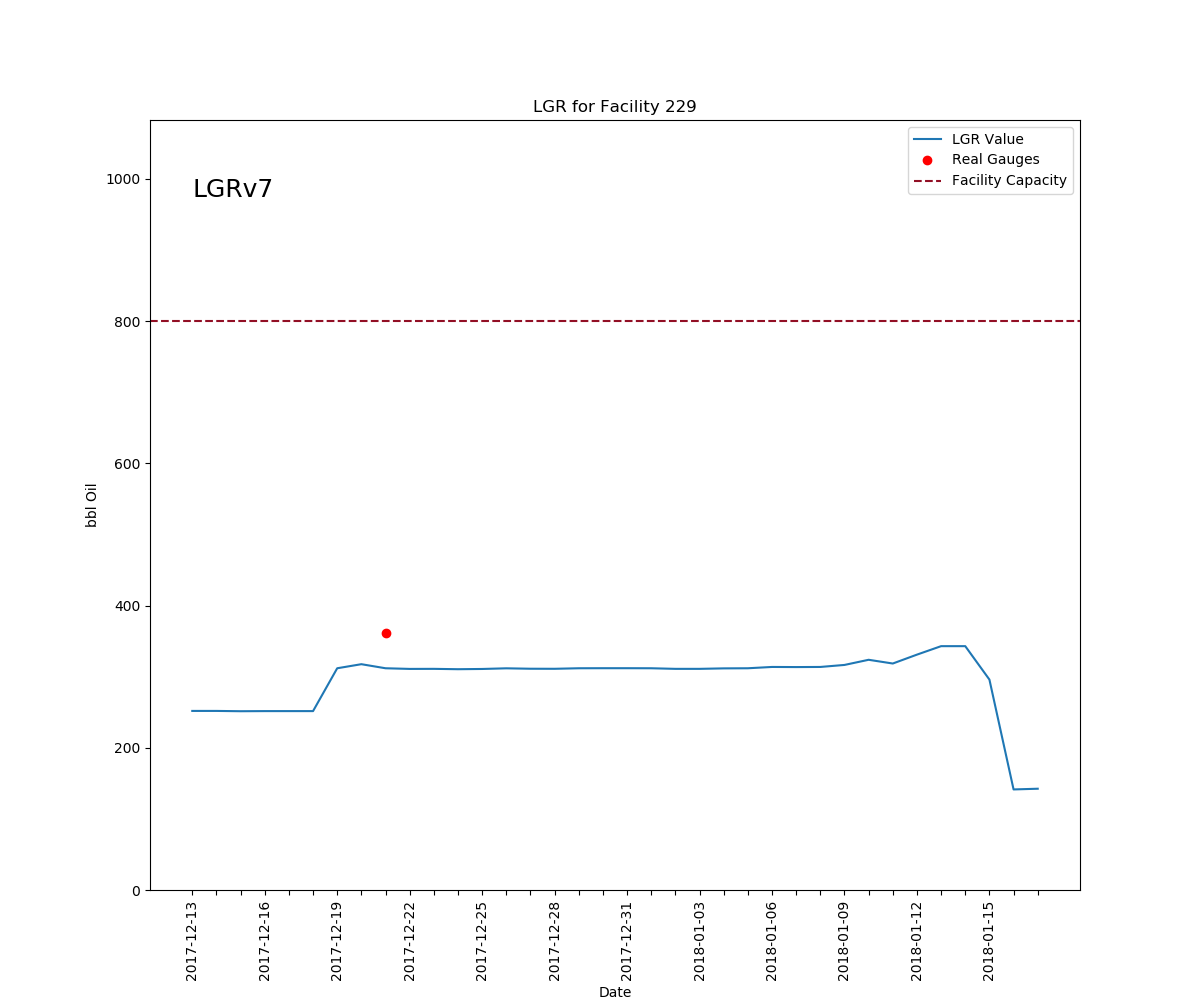 LGR for Facility 229
LGR Value
Real Gauges
Facility Capacity
LGRv7
1000
800
600
400
200
0
bbl Oil
2017-12-13
2017-12-16
2017-12-19
2017-12-22
2017-12-25
2017-12-28
2017-12-31
2018-01-03
2018-01-06
2018-01-09
2018-01-12
2018-01-15
Date